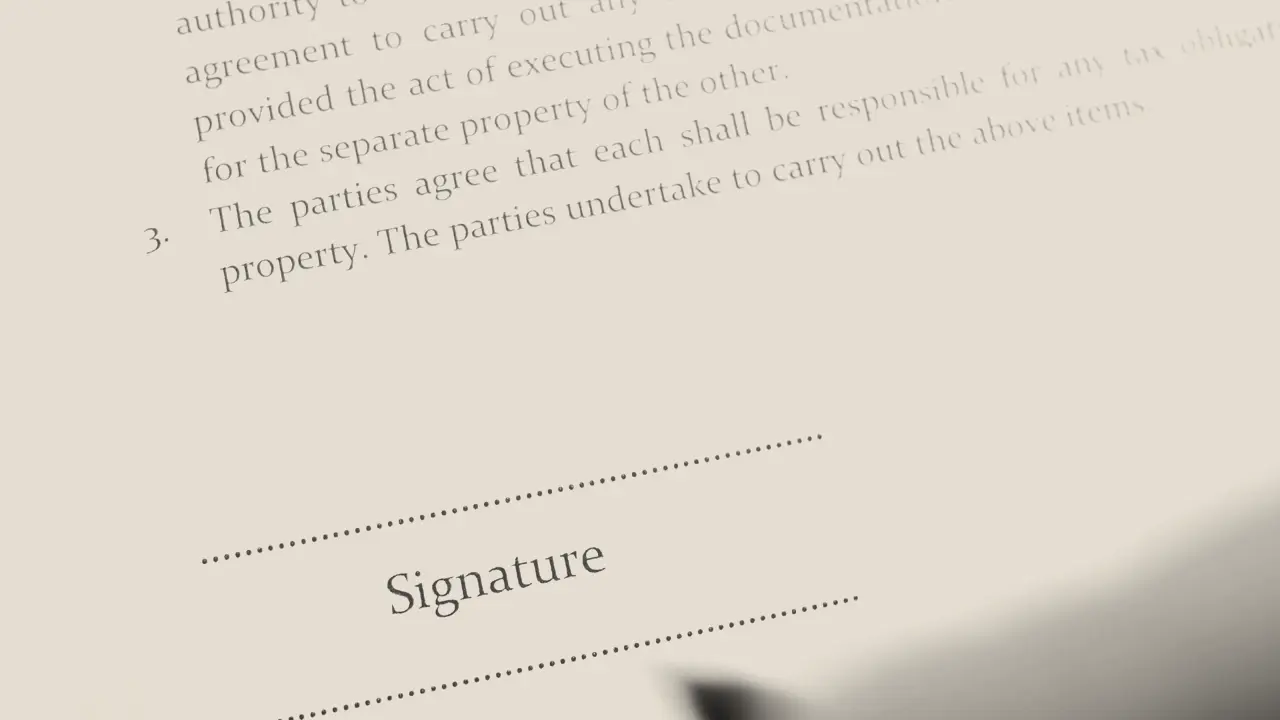 authority to
agreement to carry out any
provided the act of executing the
for the separate property of the other.
3. The parties agree that each shall be responsible for any tax
property. The parties undertake to carry out the above items
Signature